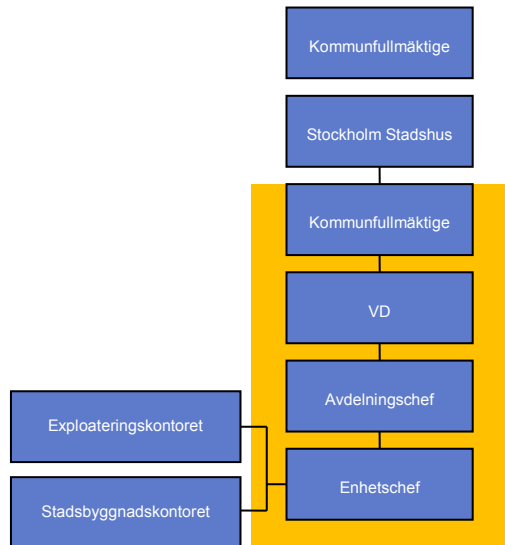 Kommunfullmäktige
Stockholm Stadshus
Kommunfullmäktige
VD
Avdelningschef
Exploateringskontoret
Enhetschef
Stadsbyggnadskontoret